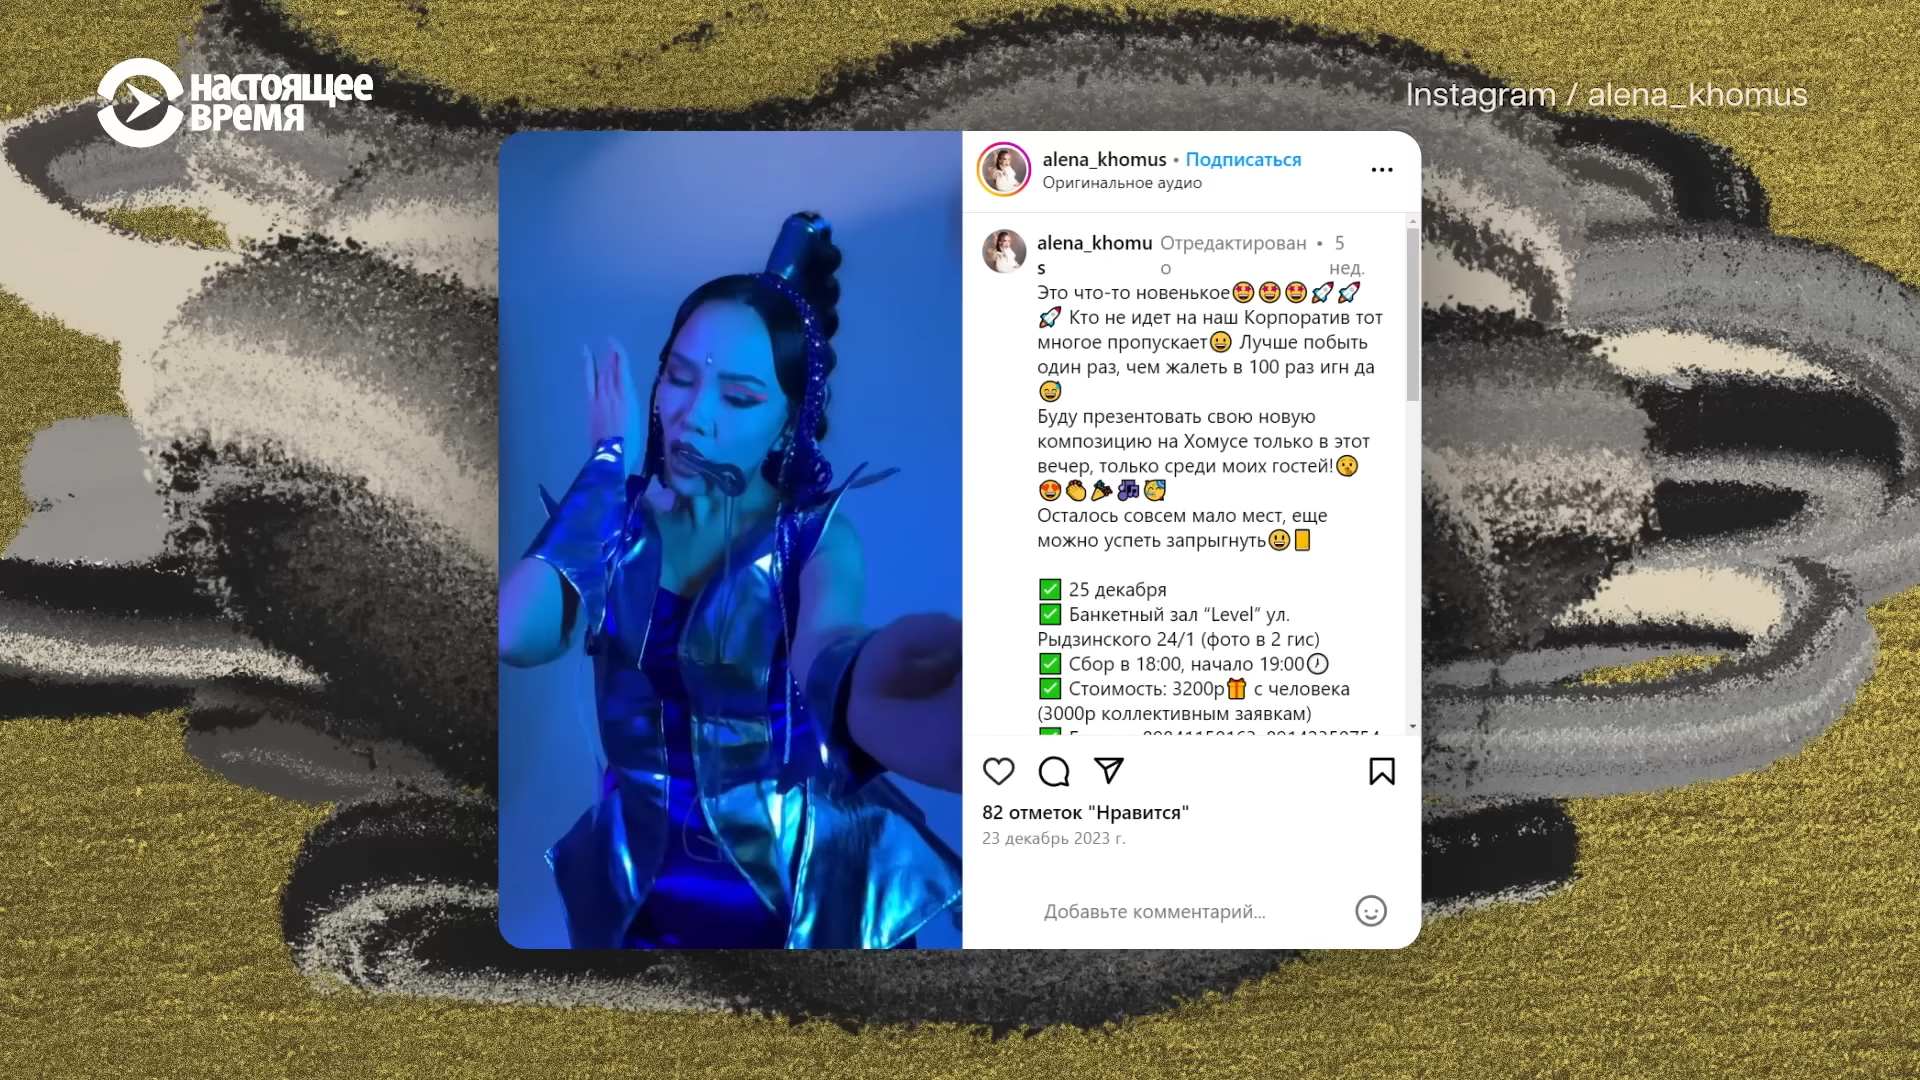 настоящее
время
Instagram / alena_khomus
alena_khomus • Подписаться
Оригинальное аудио
alena_khomu Отредактирован • 5
s о нед.
Это что-то новенькое🤩🤩🤩🚀🚀
🚀 Кто не идет на наш Корпоратив тот
многое пропускает😀 Лучше побыть
один раз, чем жалеть в 100 раз игн да
😅
Буду презентовать свою новую
композицию на Хомусе только в этот
вечер, только среди моих гостей!🤫
😍👏🎉🎶🥳
Осталось совсем мало мест, еще
можно успеть запрыгнуть😃
✅ 25 декабря
✅ Банкетный зал “Level” ул.
Рыдзинского 24/1 (фото в 2 гис)
✅ Сбор в 18:00, начало 19:00🕖
✅ Стоимость: 3200р🎁 с человека
(3000р коллективным заявкам)
82 отметок "Нравится"
23 декабрь 2023 г.
Добавьте комментарий...